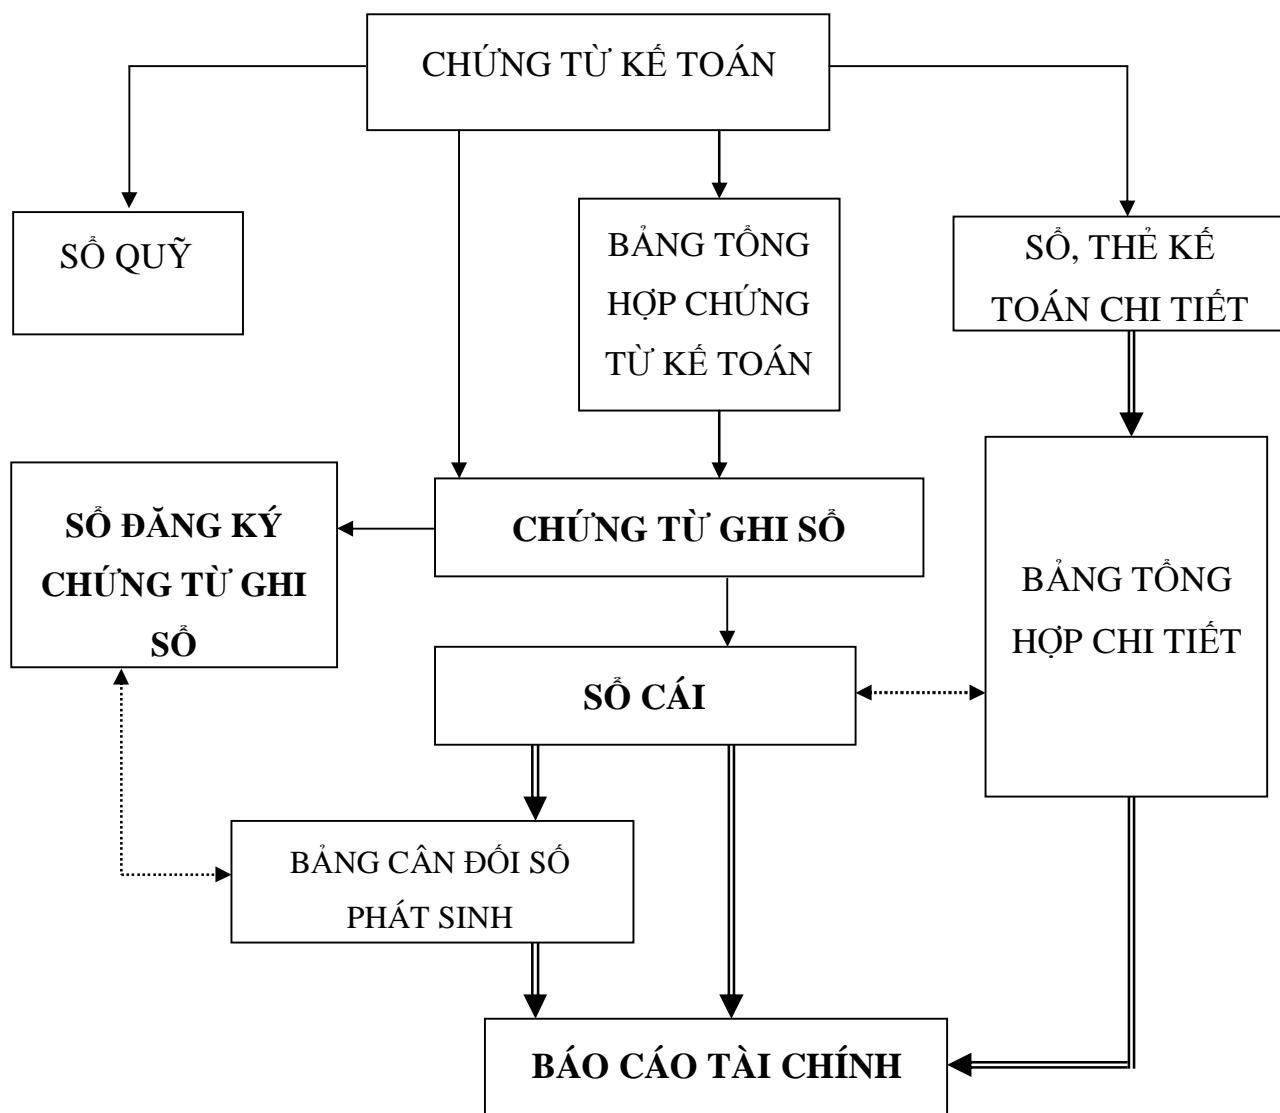 CHỨNG TỪ KẾ TOÁN
SỔ QUỸ
BẢNG TỔNG
HỢP CHỨNG
TỪ KẾ TOÁN
SỔ, THẺ KẾ
TOÁN CHI TIẾT
SỔ ĐĂNG KÝ
CHỨNG TỪ GHI
SỔ
CHỨNG TỪ GHI SỔ
BẢNG TỔNG
HỢP CHI TIẾT
SỔ CÁI
BẢNG CÂN ĐỐI SỐ
PHÁT SINH
BÁO CÁO TÀI CHÍNH